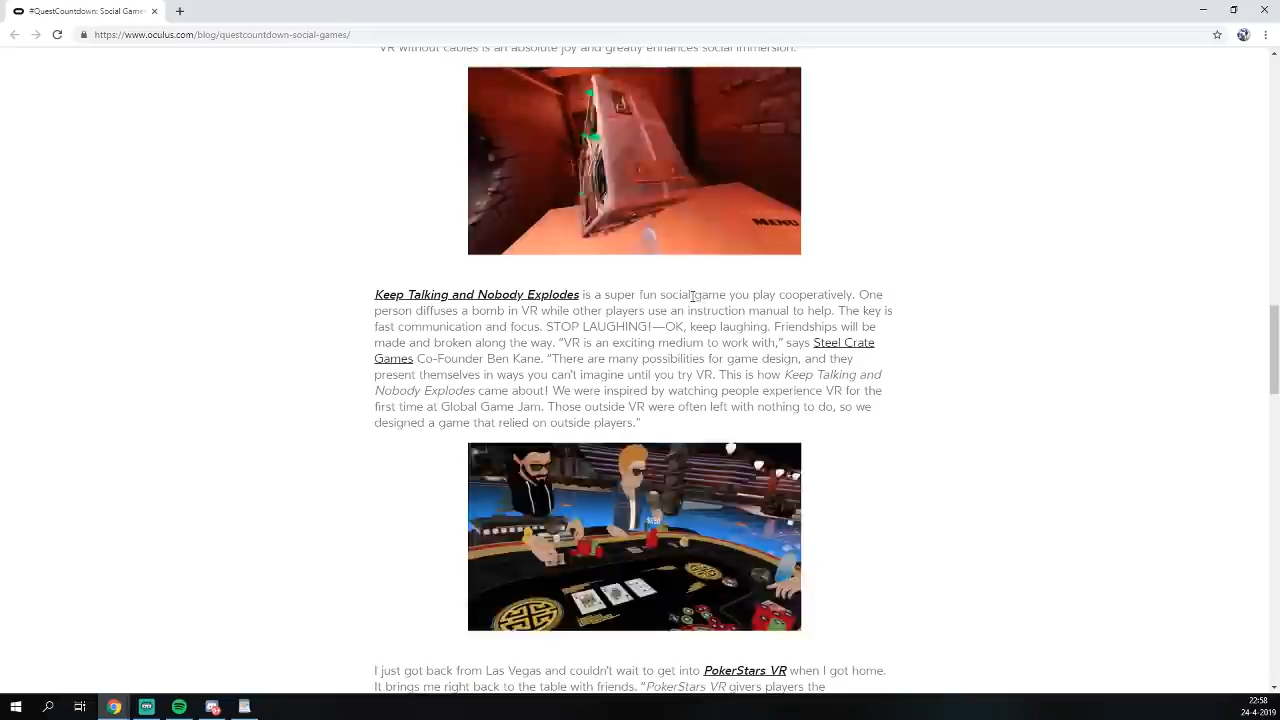 #QuestCountdown: Social Game
https://www.oculus.com/blog/questcountdown-social-games/
VR without cables is an absolute joy and greatly enhances social immersion.
MENU
Keep Talking and Nobody Explodes is a super fun social game you play cooperatively. One
person diffuses a bomb in VR while other players use an instruction manual to help. The key is
fast communication and focus. STOP LAUGHING!—OK, keep laughing. Friendships will be
made and broken along the way. “VR is an exciting medium to work with,” says Steel Crate
Games Co-Founder Ben Kane. “There are many possibilities for game design, and they
present themselves in ways you can’t imagine until you try VR. This is how Keep Talking and
Nobody Explodes came about! We were inspired by watching people experience VR for the
first time at Global Game Jam. Those outside VR were often left with nothing to do, so we
designed a game that relied on outside players.”
I just got back from Las Vegas and couldn’t wait to get into PokerStars VR when I got home.
It brings me right back to the table with friends. “PokerStars VR givers players the
22:58
24-4-2019